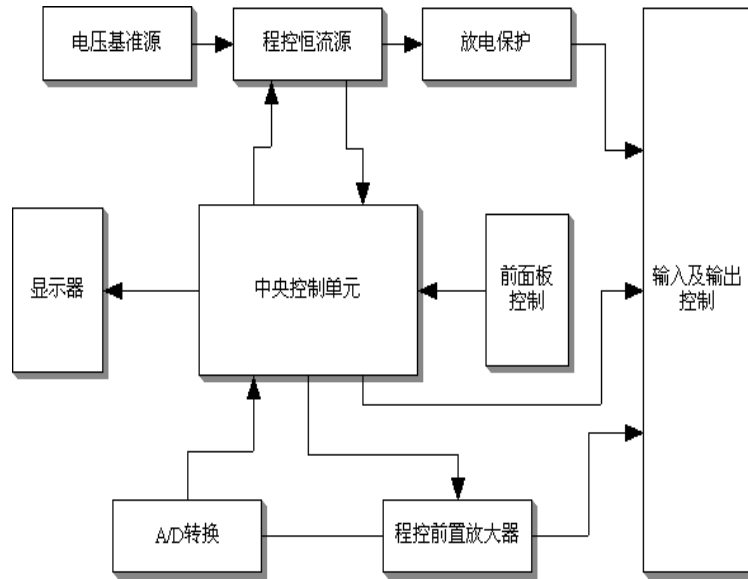 电压基准源
程控恒流源
放电保护
显示器
中央控制单元
前面板
控制
输入及输出
控制
A/D转换
程控前置放大器